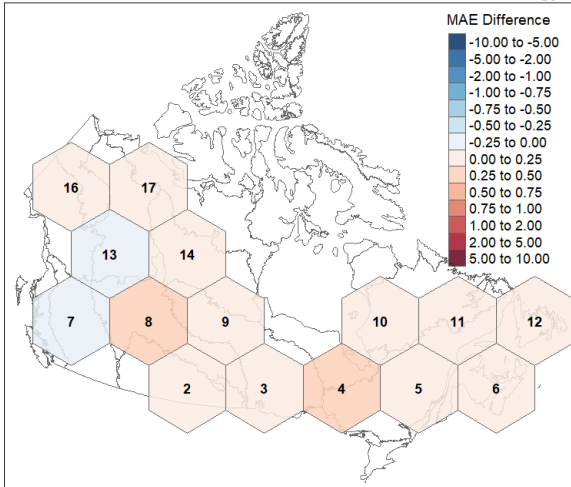 MAE Difference
-10.00 to -5.00
-5.00 to -2.00
-2.00 to -1.00
-1.00 to -0.75
-0.75 to -0.50
-0.50 to -0.25
-0.25 to 0.00
0.00 to 0.25
0.25 to 0.50
0.50 to 0.75
0.75 to 1.00
1.00 to 2.00
2.00 to 5.00
5.00 to 10.00
16 17
13 14
7 8 9 10 11 12
2 3 4 5 6